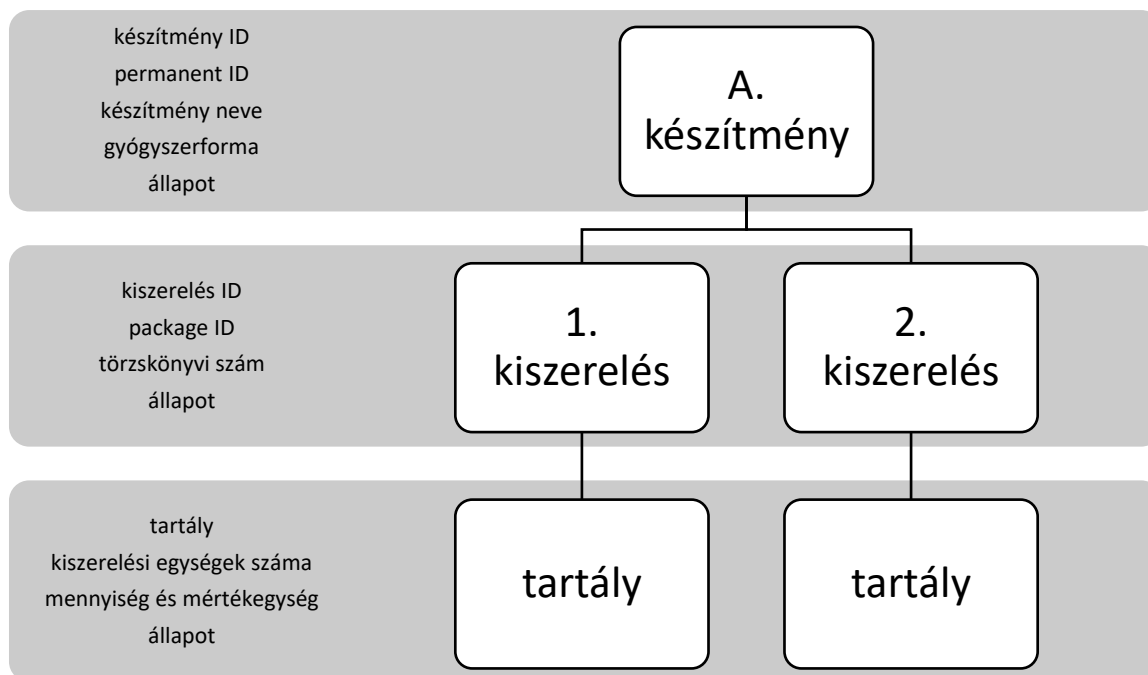 készítmény ID
permanent ID
készítmény neve
gyógyszerforma
állapot
A.
készítmény
kiszerelés ID
package ID
törzskönyvi szám
állapot
1.
kiszerelés
2.
kiszerelés
tartály
kiszerelési egységek száma
mennyiség és mértékegység
állapot
tartály
tartály